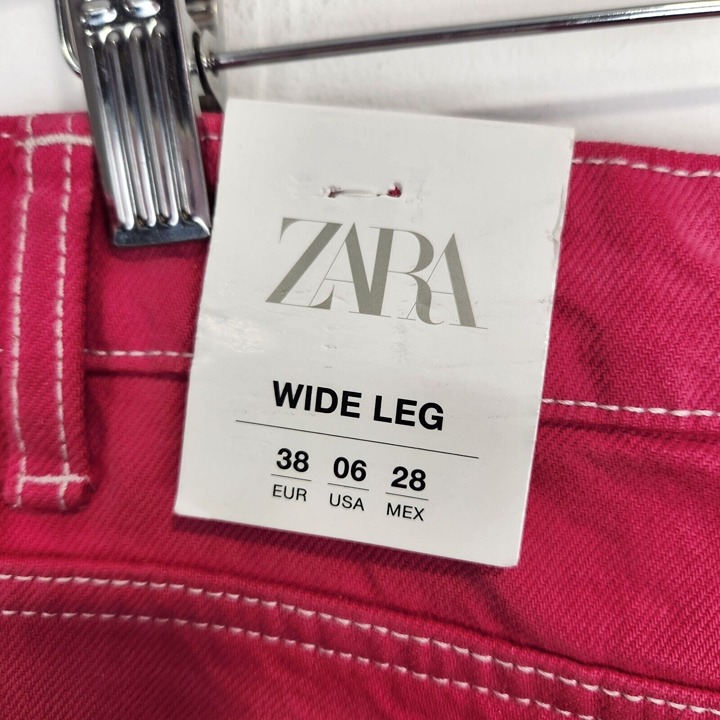 ZARA
WIDE LEG
38 06 28
EUR USA MEX